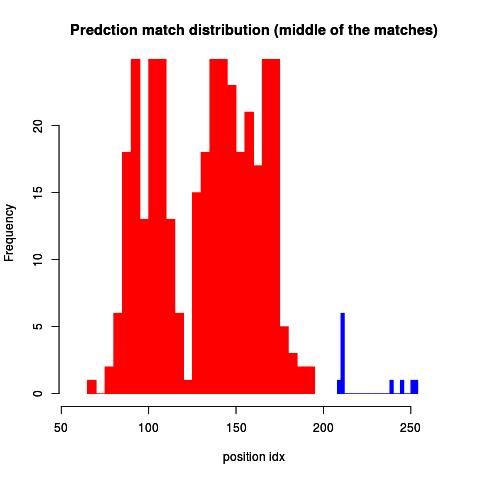 Predction match distribution (middle of the matches)
Frequency
20
15
10
5
0
50 100 150 200 250
position idx